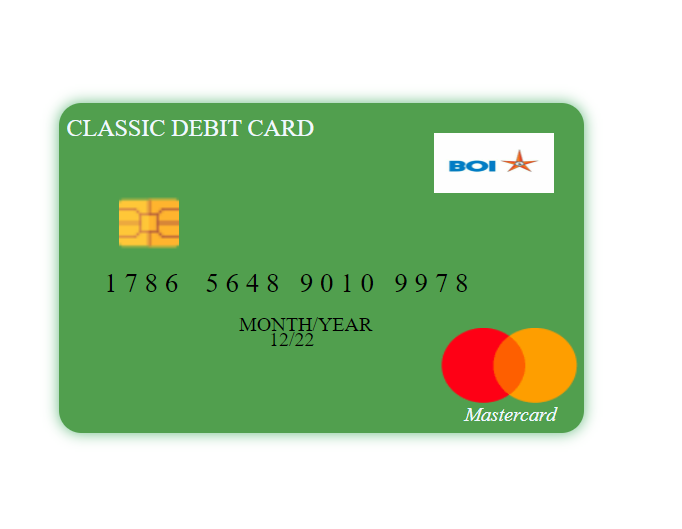 CLASSIC DEBIT CARD
BOI
1786 5648 9010 9978
MONTH/YEAR
12/22
Mastercard